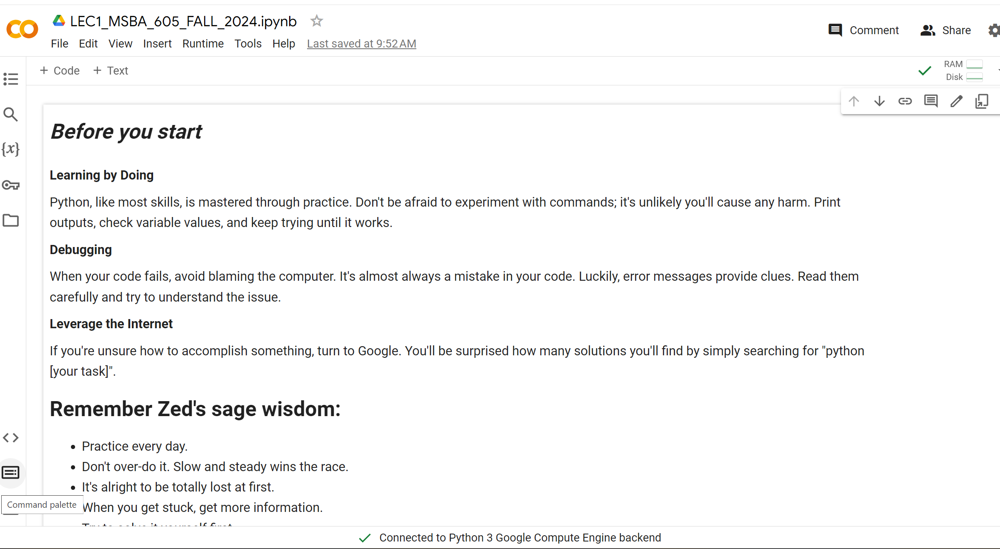 LEC1_MSBA_605_FALL_2024.ipynb
Comment
Share
File Edit View Insert Runtime Tools Help Last saved at 9:52 AM
+ Code + Text
RAM
Disk
Before you start
{x}
Learning by Doing
Python, like most skills, is mastered through practice. Don't be afraid to experiment with commands; it's unlikely you'll cause any harm. Print
outputs, check variable values, and keep trying until it works.
Debugging
When your code fails, avoid blaming the computer. It's almost always a mistake in your code. Luckily, error messages provide clues. Read them
carefully and try to understand the issue.
Leverage the Internet
If you're unsure how to accomplish something, turn to Google. You'll be surprised how many solutions you'll find by simply searching for "python
[your task]".
Remember Zed's sage wisdom:
• Practice every day.
• Don't over-do it. Slow and steady wins the race.
• It's alright to be totally lost at first.
Command palette
When you get stuck, get more information.
Try to solve it yourself first
Connected to Python 3 Google Compute Engine backend